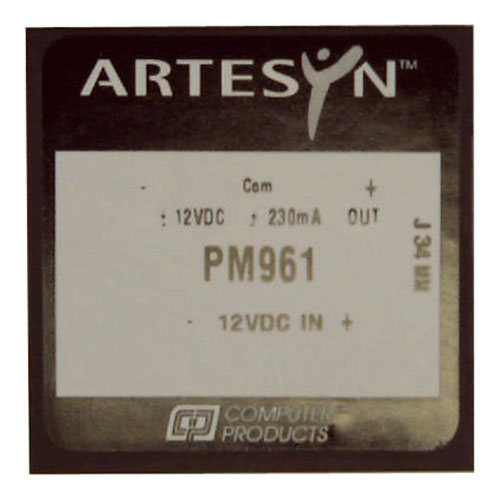 ARTESYN™
- Com +
± 12VDC ± 230mA OUT
PM961
- 12VDC IN +
J 34 MM
COMPUTER
PRODUCTS